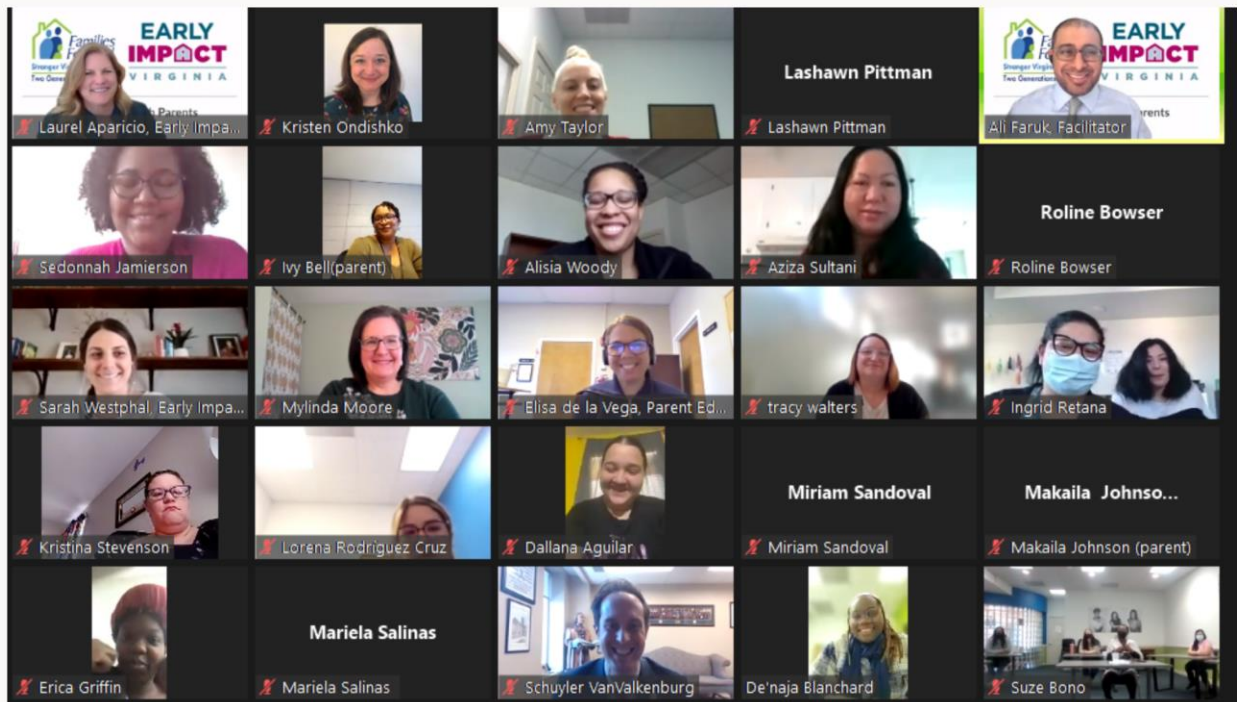 Families
EARLY
IMPACT
VIRGINIA
Parents
Laurel Aparicio, Early Impa...
Kristen Ondishko
Amy Taylor
Lashawn Pittman
Lashawn Pittman
EARLY
IMPACT
VIRGINIA
Ali Faruk, Facilitator
Sedonnah Jamierson
Ivy Bell(parent)
Alisia Woody
Aziza Sultani
Roline Bowser
Roline Bowser
Sarah Westphal, Early Impa...
Mylinda Moore
Elisa de la Vega, Parent Ed...
tracy walters
Ingrid Retana
Kristina Stevenson
Lorena Rodriguez Cruz
Dallana Aguilar
Miriam Sandoval
Miriam Sandoval
Makaila Johnso...
Makaila Johnson (parent)
Erica Griffin
Mariela Salinas
Mariela Salinas
Schuyler VanValkenburg
De'naja Blanchard
Suze Bono